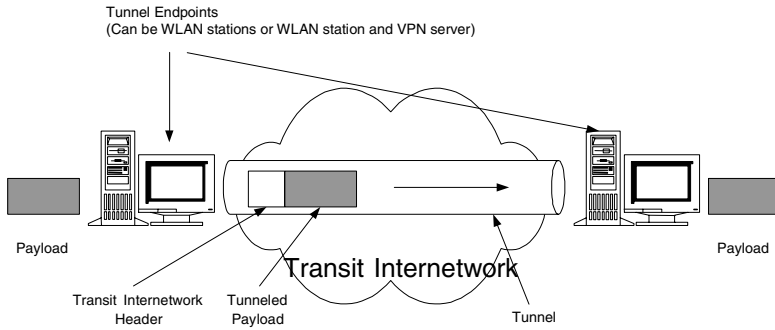 Tunnel Endpoints
(Can be WLAN stations or WLAN station and VPN server)
Payload
Payload
Transit Internetwork
Transit Internetwork
Header
Tunneled
Payload
Tunnel